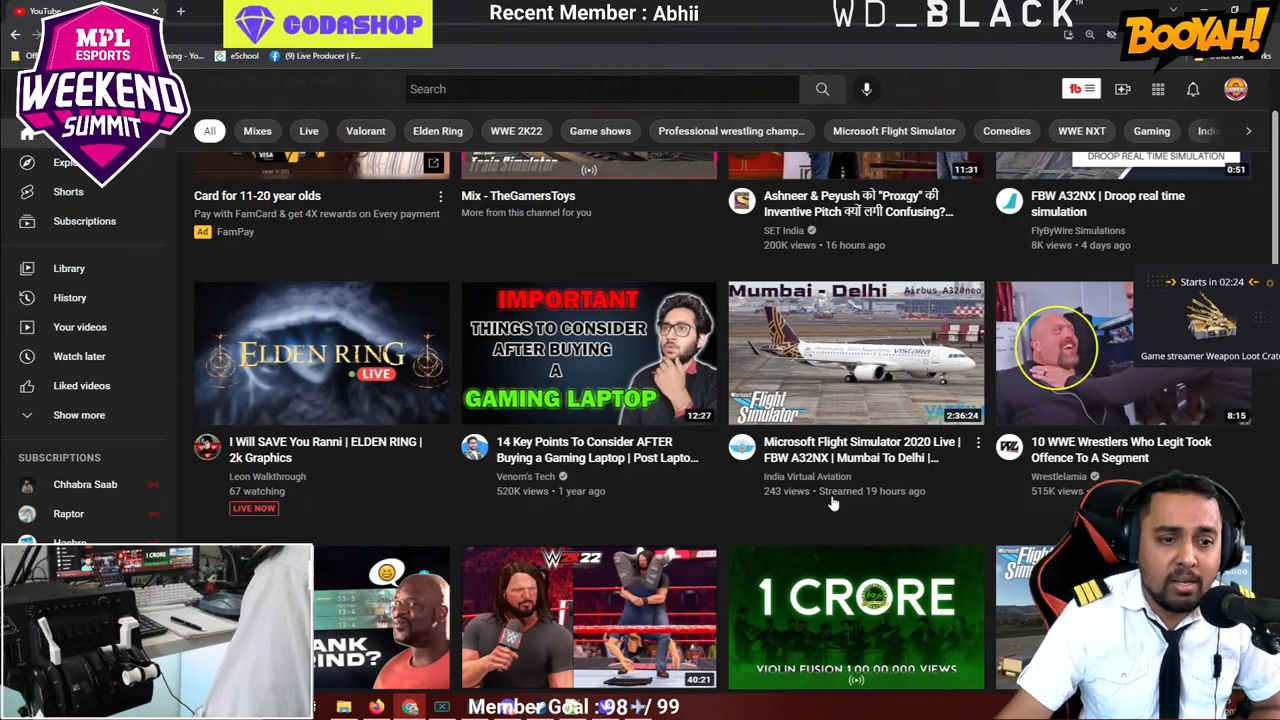 YouTube
Recent Member : Abhii
WD_BLACK™
CODASHOP
BOOYAH!
MPL
ESPORTS
WEEKEND
SUMMIT
eSchool
(9) Live Producer | F...
Search
All
Mixes
Live
Valorant
Elden Ring
WWE 2K22
Game shows
Professional wrestling champ...
Microsoft Flight Simulator
Comedies
WWE NXT
Gaming
Shorts
Subscriptions
Library
History
Your videos
Watch later
Liked videos
Show more
SUBSCRIPTIONS
Chhabra Saab
Raptor
Card for 11-20 year olds
Pay with FamCard & get 4X rewards on Every payment
Ad FamPay
Train Simulator
Mix - TheGamersToys
More from this channel for you
11:31
Ashneer & Peyush को "Proxgy" की
Inventive Pitch क्यों लगी Confusing?...
SET India
200K views • 16 hours ago
DROOP REAL TIME SIMULATION
0:51
FBW A32NX | Droop real time
simulation
FlyByWire Simulations
8K views • 4 days ago
Starts in 02:24
Game streamer Weapon Loot Crate
ELDEN RING
LIVE
I Will SAVE You Ranni | ELDEN RING |
2k Graphics
Leon Walkthrough
67 watching
LIVE NOW
IMPORTANT
THINGS TO CONSIDER
AFTER BUYING
A
GAMING LAPTOP
12:27
14 Key Points To Consider AFTER
Buying a Gaming Laptop | Post Lapto...
Venom's Tech
520K views • 1 year ago
Mumbai - Delhi
Airbus A320neo
VISTARA
Microsoft
Flight
Simulator
2:36:24
Microsoft Flight Simulator 2020 Live |
FBW A32NX | Mumbai To Delhi |...
India Virtual Aviation
243 views • Streamed 19 hours ago
8:15
10 WWE Wrestlers Who Legit Took
Offence To A Segment
Wrestlelamia
515K views
13 - 5
13 - 4
13 - 4
W2K22
40:21
1 CRORE
VIOLIN FUSION 1,00,00,000 VIEWS
Member Goal : 98 / 99